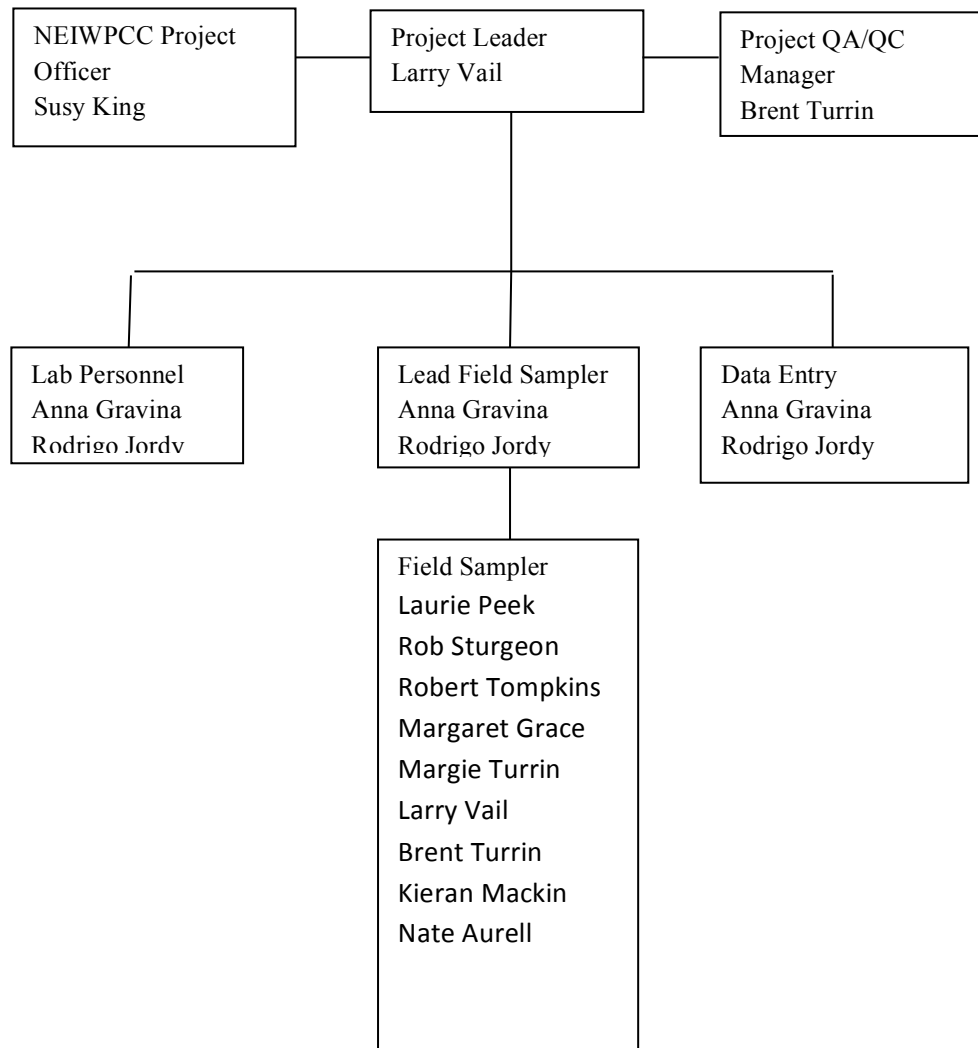 NEIWPCC Project
Officer
Susy King
Project Leader
Larry Vail
Project QA/QC
Manager
Brent Turrin
Lab Personnel
Anna Gravina
Rodrigo Jordy
Lead Field Sampler
Anna Gravina
Rodrigo Jordy
Data Entry
Anna Gravina
Rodrigo Jordy
Field Sampler
Laurie Peek
Rob Sturgeon
Robert Tompkins
Margaret Grace
Margie Turrin
Larry Vail
Brent Turrin
Kieran Mackin
Nate Aurell